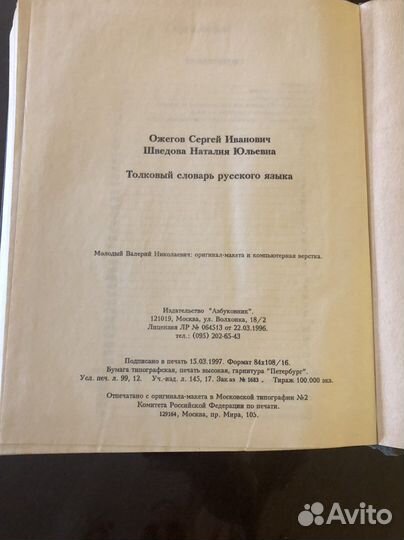 Ожегов Сергей Иванович
Шведова Наталия Юльевна
Толковый словарь русского языка
Молодый Валерий Николаевич: оригинал-макета и компьютерная верстка.
Издательство "Азбуковник".
121019, Москва, ул. Волхонка, 18/2
Лицензия ЛР № 064513 от 22.03.1996.
тел.: (095) 202-65-43
Подписано в печать 15.03.1997. Формат 84х108/16.
Бумага типографская, печать высокая, гарнитура "Петербург".
Усл. печ. л. 99, 12. Уч.-изд. л. 145, 17. Заказ № 1683. Тираж 100.000 экз.
Отпечатано с оригинала-макета в Московской типографии №2
Комитета Российской Федерации по печати.
129164, Москва, пр. Мира, 105.
Avito